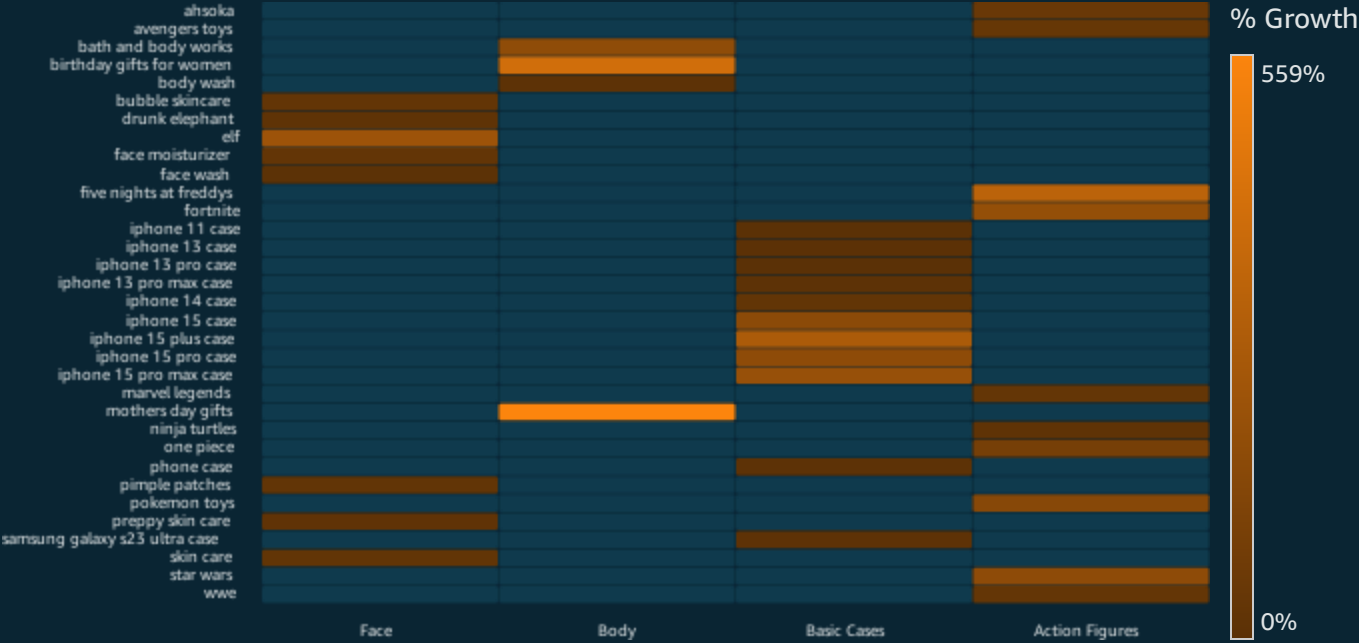 ahsoka
% Growth
avengers toys
bath and body works
birthday gifts for women
559%
body wash
bubble skincare
drunk elephant
elf
face moisturizer
face wash
five nights at freddys
fortnite
iphone 11 case
iphone 13 case
iphone 13 pro case
iphone 13 pro max case
iphone 14 case
iphone 15 case
iphone 15 plus case
iphone 15 pro case
iphone 15 pro max case
marvel legends
mothers day gifts
ninja turtles
one piece
phone case
pimple patches
pokemon toys
preppy skin care
samsung galaxy s23 ultra case
skin care
star wars
wwe
0%
Face Body Basic Cases Action Figures